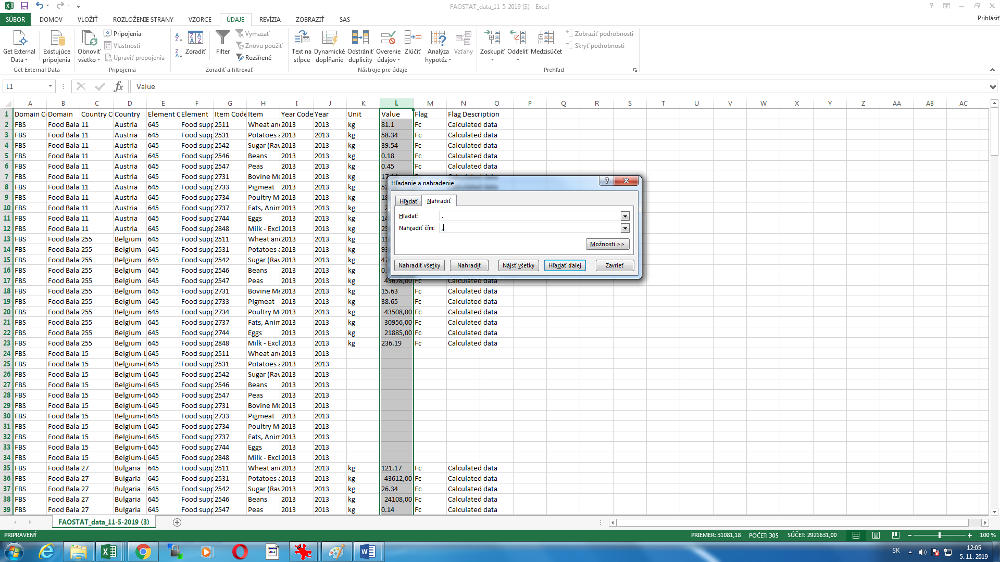 FAOSTAT_data_11-5-2019 (3) - Excel
SÚBOR DOMOV VLOŽIŤ ROZLOŽENIE STRANY VZORCE ÚDAJE REVÍZIA ZOBRAZIŤ SAS Prihlásiť
Get External Data
Existujúce pripojenia
Obnoviť všetko
Pripojenia
Vlastnosti
Upraviť prepojenia
Zoradiť
Filter
Vymazať
Znovu použiť
Rozšírené
Text na stĺpce
Dynamické dopĺňanie
Odstrániť duplicity
Overenie údajov
Zlúčiť
Analýza hypotéz
Vzťahy
Zoskupiť
Oddeliť
Medzisúčet
Zobraziť podrobnosti
Skryť podrobnosti
Get External Data Pripojenia Zoradiť a filtrovať Nástroje pre údaje Prehľad
L1 fx Value
A B C D E F G H I J K L M N O P Q R S T U V W X Y Z AA AB AC
1 Domain Cc Domain Country C Country Element C Element Item Code Item Year Code Year Unit Value Flag Flag Description
2 FBS Food Bala 11 Austria 645 Food supp 2511 Wheat and 2013 2013 kg 81.1 Fc Calculated data
3 FBS Food Bala 11 Austria 645 Food supp 2531 Potatoes a 2013 2013 kg 58.34 Fc Calculated data
4 FBS Food Bala 11 Austria 645 Food supp 2542 Sugar (Rav 2013 2013 kg 39.54 Fc Calculated data
5 FBS Food Bala 11 Austria 645 Food supp 2546 Beans 2013 2013 kg 0.18 Fc Calculated data
6 FBS Food Bala 11 Austria 645 Food supp 2547 Peas 2013 2013 kg 0.45 Fc Calculated data
7 FBS Food Bala 11 Austria 645 Food supp 2731 Bovine Me 2013 2013 kg
8 FBS Food Bala 11 Austria 645 Food supp 2733 Pigmeat 2013 2013 kg
9 FBS Food Bala 11 Austria 645 Food supp 2734 Poultry M 2013 2013 kg
10 FBS Food Bala 11 Austria 645 Food supp 2737 Fats, Anim 2013 2013 kg
11 FBS Food Bala 11 Austria 645 Food supp 2744 Eggs 2013 2013 kg
12 FBS Food Bala 11 Austria 645 Food supp 2848 Milk - Excl 2013 2013 kg
13 FBS Food Bala 255 Belgium 645 Food supp 2511 Wheat and 2013 2013 kg
14 FBS Food Bala 255 Belgium 645 Food supp 2531 Potatoes a 2013 2013 kg
15 FBS Food Bala 255 Belgium 645 Food supp 2542 Sugar (Rav 2013 2013 kg
16 FBS Food Bala 255 Belgium 645 Food supp 2546 Beans 2013 2013 kg
17 FBS Food Bala 255 Belgium 645 Food supp 2547 Peas 2013 2013 kg 43678,00 Fc Calculated data
18 FBS Food Bala 255 Belgium 645 Food supp 2731 Bovine Me 2013 2013 kg 15.63 Fc Calculated data
19 FBS Food Bala 255 Belgium 645 Food supp 2733 Pigmeat 2013 2013 kg 38.65 Fc Calculated data
20 FBS Food Bala 255 Belgium 645 Food supp 2734 Poultry M 2013 2013 kg 43508,00 Fc Calculated data
21 FBS Food Bala 255 Belgium 645 Food supp 2737 Fats, Anim 2013 2013 kg 30956,00 Fc Calculated data
22 FBS Food Bala 255 Belgium 645 Food supp 2744 Eggs 2013 2013 kg 21885,00 Fc Calculated data
23 FBS Food Bala 255 Belgium 645 Food supp 2848 Milk - Excl 2013 2013 kg 236.19 Fc Calculated data
24 FBS Food Bala 15 Belgium-L 645 Food supp 2511 Wheat and 2013 2013
25 FBS Food Bala 15 Belgium-L 645 Food supp 2531 Potatoes a 2013 2013
26 FBS Food Bala 15 Belgium-L 645 Food supp 2542 Sugar (Rav 2013 2013
27 FBS Food Bala 15 Belgium-L 645 Food supp 2546 Beans 2013 2013
28 FBS Food Bala 15 Belgium-L 645 Food supp 2547 Peas 2013 2013
29 FBS Food Bala 15 Belgium-L 645 Food supp 2731 Bovine Me 2013 2013
30 FBS Food Bala 15 Belgium-L 645 Food supp 2733 Pigmeat 2013 2013
31 FBS Food Bala 15 Belgium-L 645 Food supp 2734 Poultry M 2013 2013
32 FBS Food Bala 15 Belgium-L 645 Food supp 2737 Fats, Anim 2013 2013
33 FBS Food Bala 15 Belgium-L 645 Food supp 2744 Eggs 2013 2013
34 FBS Food Bala 15 Belgium-L 645 Food supp 2848 Milk - Excl 2013 2013
35 FBS Food Bala 27 Bulgaria 645 Food supp 2511 Wheat and 2013 2013 kg 121.17 Fc Calculated data
36 FBS Food Bala 27 Bulgaria 645 Food supp 2531 Potatoes a 2013 2013 kg 43612,00 Fc Calculated data
37 FBS Food Bala 27 Bulgaria 645 Food supp 2542 Sugar (Rav 2013 2013 kg 26.34 Fc Calculated data
38 FBS Food Bala 27 Bulgaria 645 Food supp 2546 Beans 2013 2013 kg 24108,00 Fc Calculated data
39 FBS Food Bala 27 Bulgaria 645 Food supp 2547 Peas 2013 2013 kg 0.14 Fc Calculated data
Hľadanie a nahradenie
Hľadať Nahradiť
Hľadať: .
Nahradiť čím: ,
Možnosti >>
Nahradiť všetky Nahradiť Nájsť všetky Hľadať ďalej Zavrieť
FAOSTAT_data_11-5-2019 (3)
PRIPRAVENÝ PRIEMER: 31081,18 POČET: 305 SÚČET: 2921631,00 100 %
SK 12:05
5. 11. 2019